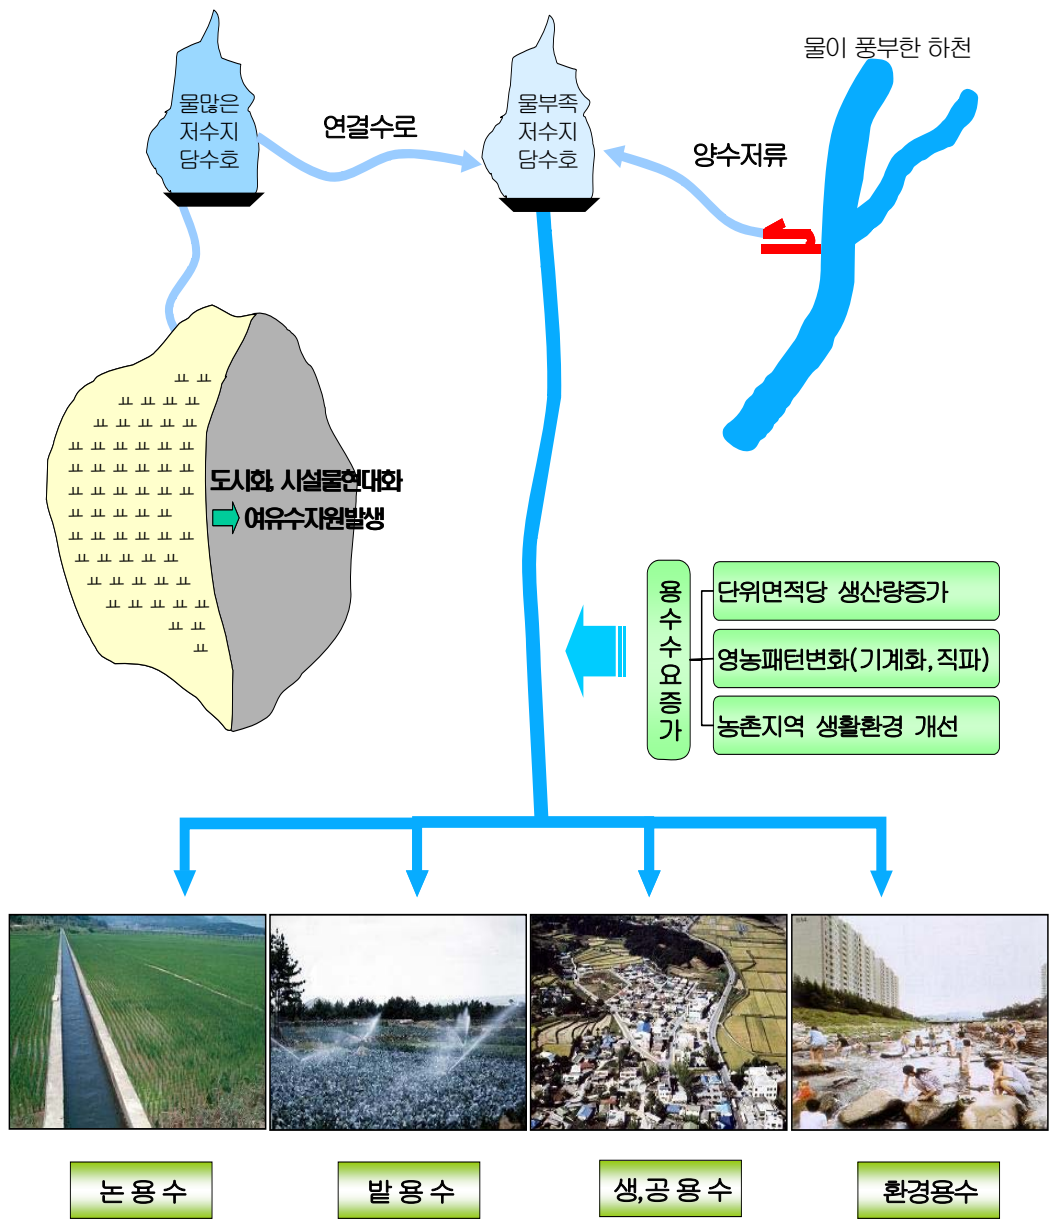 물이 풍부한 하천
물많은
저수지
담수호
연결수로
물부족
저수지
담수호
양수저류
도시화, 시설물현대화
여유수자원발생
용수수요증가
단위면적당 생산량증가
영농패턴변화(기계화,직파)
농촌지역 생활환경 개선
논 용 수
밭 용 수
생,공 용 수
환경용수